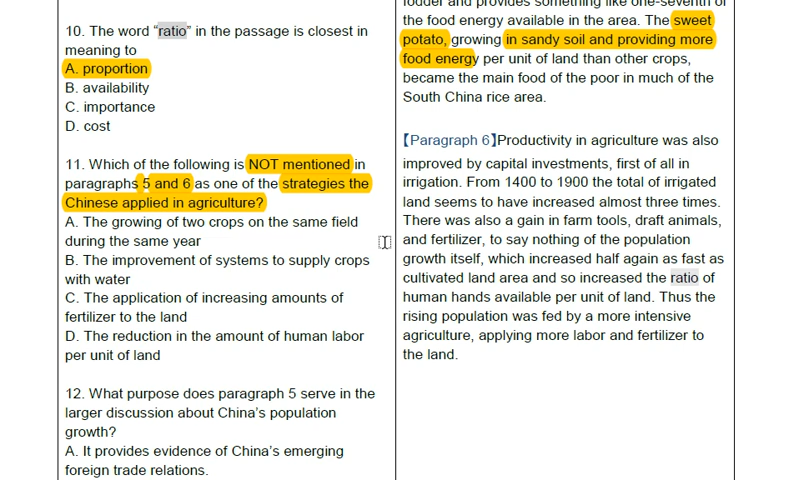 10. The word “ratio” in the passage is closest in
meaning to
A. proportion
B. availability
C. importance
D. cost
11. Which of the following is NOT mentioned in
paragraphs 5 and 6 as one of the strategies the
Chinese applied in agriculture?
A. The growing of two crops on the same field
during the same year
B. The improvement of systems to supply crops
with water
C. The application of increasing amounts of
fertilizer to the land
D. The reduction in the amount of human labor
per unit of land
12. What purpose does paragraph 5 serve in the
larger discussion about China’s population
growth?
A. It provides evidence of China’s emerging
foreign trade relations.
fodder and provides something like one-seventh of
the food energy available in the area. The sweet
potato, growing in sandy soil and providing more
food energy per unit of land than other crops,
became the main food of the poor in much of the
South China rice area.
【Paragraph 6】Productivity in agriculture was also
improved by capital investments, first of all in
irrigation. From 1400 to 1900 the total of irrigated
land seems to have increased almost three times.
There was also a gain in farm tools, draft animals,
and fertilizer, to say nothing of the population
growth itself, which increased half again as fast as
cultivated land area and so increased the ratio of
human hands available per unit of land. Thus the
rising population was fed by a more intensive
agriculture, applying more labor and fertilizer to
the land.